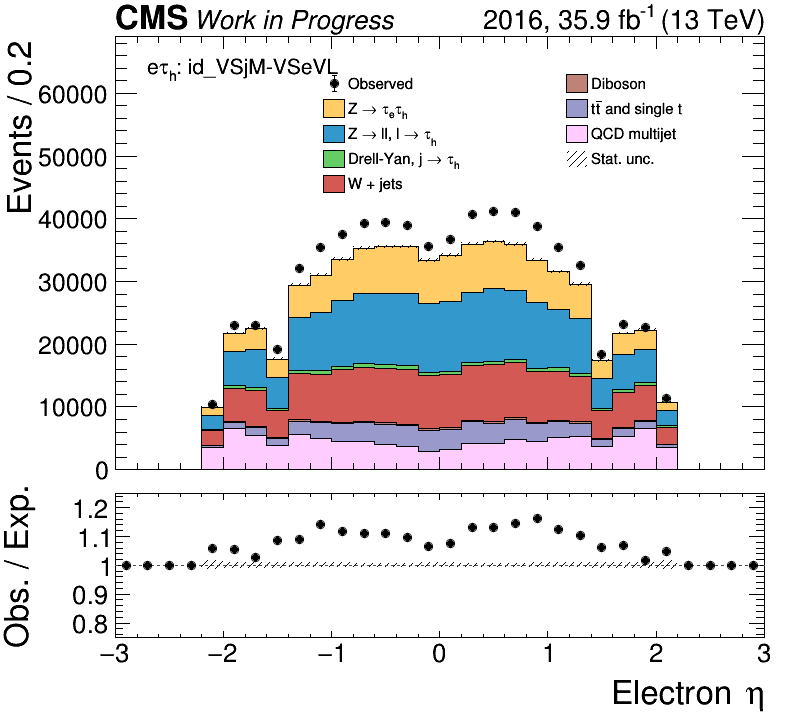 CMS Work in Progress 2016, 35.9 fb⁻¹ (13 TeV)
eτh: id_VSjM-VSeVL
Observed
Z → τeτh
Z → ll, l → τh
Drell-Yan, j → τh
W + jets
Diboson
tt̄ and single t
QCD multijet
Stat. unc.
Events / 0.2
60000
50000
40000
30000
20000
10000
0
Obs. / Exp.
1.2
1.1
1
0.9
0.8
−3 −2 −1 0 1 2 3
Electron η